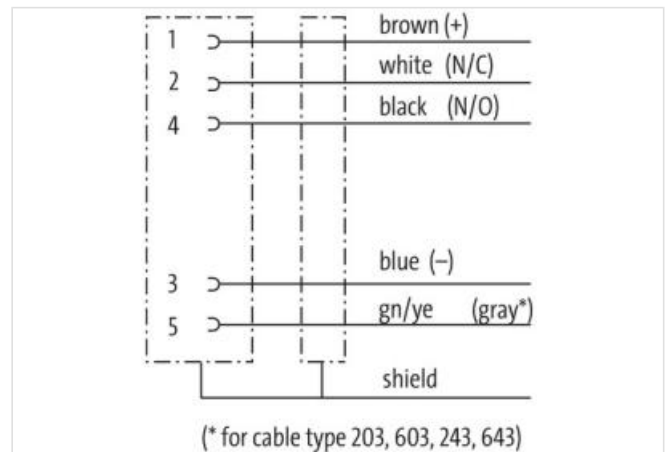 1 brown (+)
2 white (N/C)
4 black (N/O)
3 blue (–)
5 gn/ye (gray*)
shield
(* for cable type 203, 603, 243, 643)